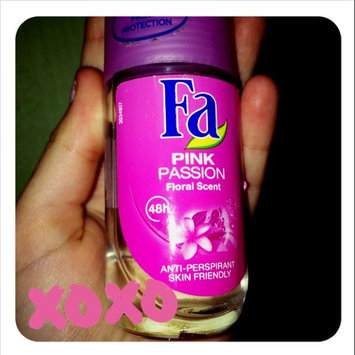 PROTECTION
Fa
PINK
PASSION
Floral Scent
48h
ANTI-PERSPIRANT
SKIN FRIENDLY
XOXO